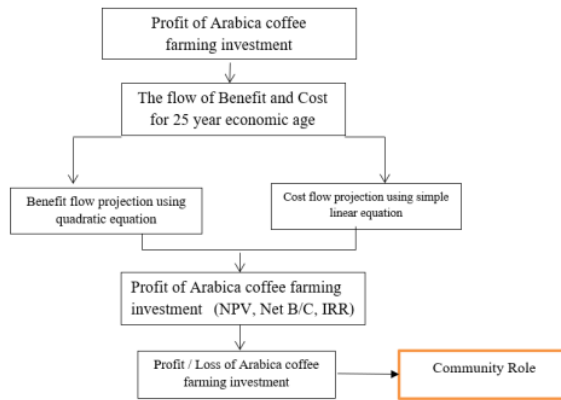 Profit of Arabica coffee
farming investment
The flow of Benefit and Cost
for 25 year economic age
Benefit flow projection using
quadratic equation
Cost flow projection using simple
linear equation
Profit of Arabica coffee farming
investment (NPV, Net B/C, IRR)
Profit / Loss of Arabica coffee
farming investment
Community Role